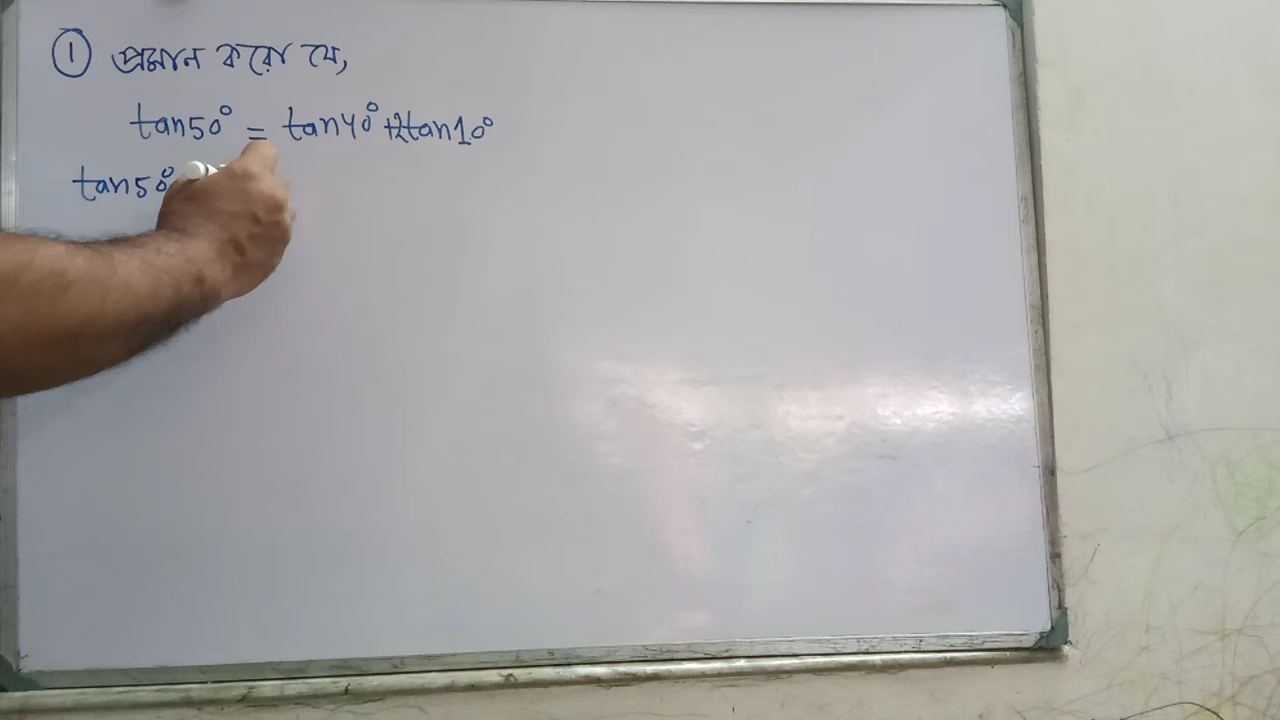 ① প্রমান করো যে,
tan50° = tan40° + 2tan10°
tan50°